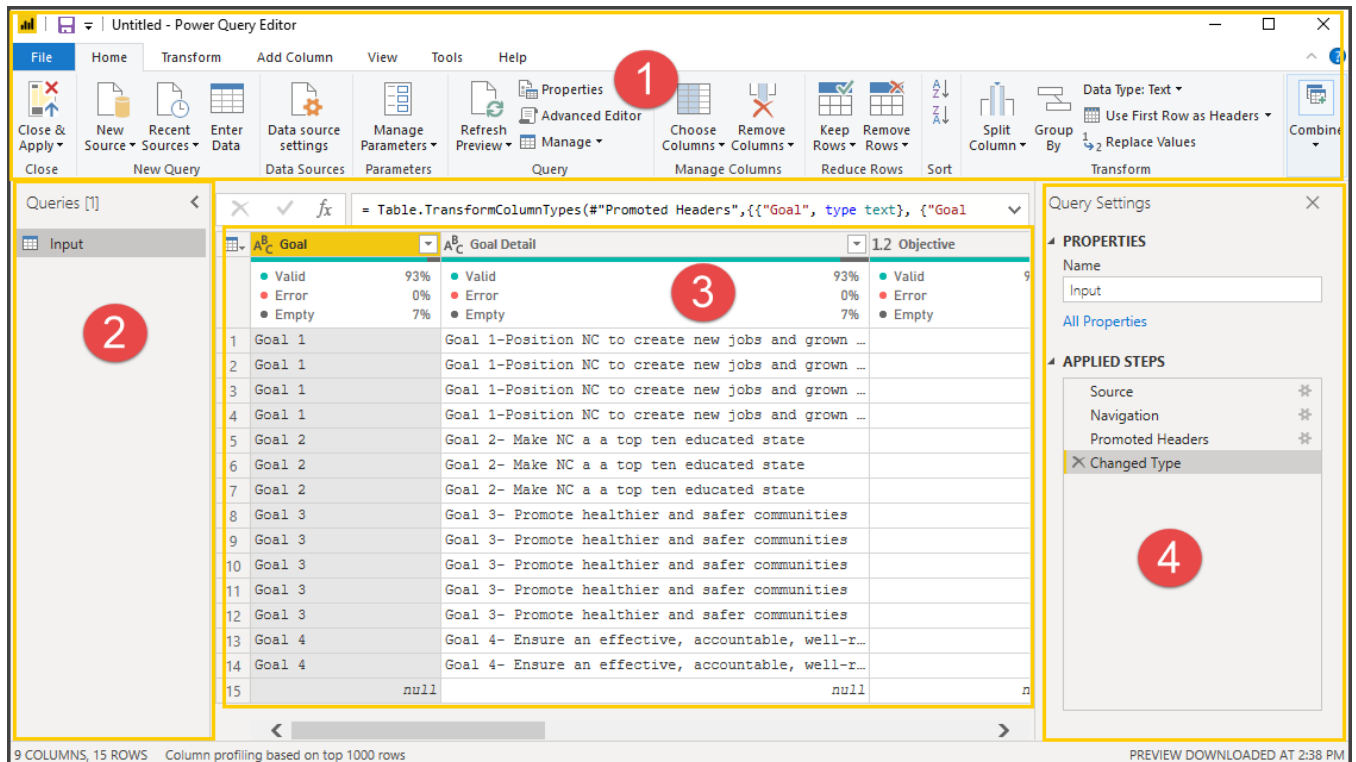 Untitled - Power Query Editor
File Home Transform Add Column View Tools Help
1
Close & Apply
New Source
Recent Sources
Enter Data
Data source settings
Manage Parameters
Refresh Preview
Properties
Advanced Editor
Manage
Choose Columns
Remove Columns
Keep Rows
Remove Rows
A
Z
Z
A
Split Column
Group By
Data Type: Text
Use First Row as Headers
1
2 Replace Values
Combine
Close New Query Data Sources Parameters Query Manage Columns Reduce Rows Sort Transform
Queries [1]
Input
2
fx = Table.TransformColumnTypes(#"Promoted Headers",{{"Goal", type text}, {"Goal
ABC Goal ABC Goal Detail 1.2 Objective
Valid 93% Valid 93% Valid 9
Error 0% Error 0% Error
Empty 7% Empty 7% Empty
3
1 Goal 1 Goal 1-Position NC to create new jobs and grown …
2 Goal 1 Goal 1-Position NC to create new jobs and grown …
3 Goal 1 Goal 1-Position NC to create new jobs and grown …
4 Goal 1 Goal 1-Position NC to create new jobs and grown …
5 Goal 2 Goal 2- Make NC a a top ten educated state
6 Goal 2 Goal 2- Make NC a a top ten educated state
7 Goal 2 Goal 2- Make NC a a top ten educated state
8 Goal 3 Goal 3- Promote healthier and safer communities
9 Goal 3 Goal 3- Promote healthier and safer communities
10 Goal 3 Goal 3- Promote healthier and safer communities
11 Goal 3 Goal 3- Promote healthier and safer communities
12 Goal 3 Goal 3- Promote healthier and safer communities
13 Goal 4 Goal 4- Ensure an effective, accountable, well-r…
14 Goal 4 Goal 4- Ensure an effective, accountable, well-r…
15 null null n
Query Settings
PROPERTIES
Name
Input
All Properties
APPLIED STEPS
Source
Navigation
Promoted Headers
Changed Type
4
9 COLUMNS, 15 ROWS Column profiling based on top 1000 rows PREVIEW DOWNLOADED AT 2:38 PM